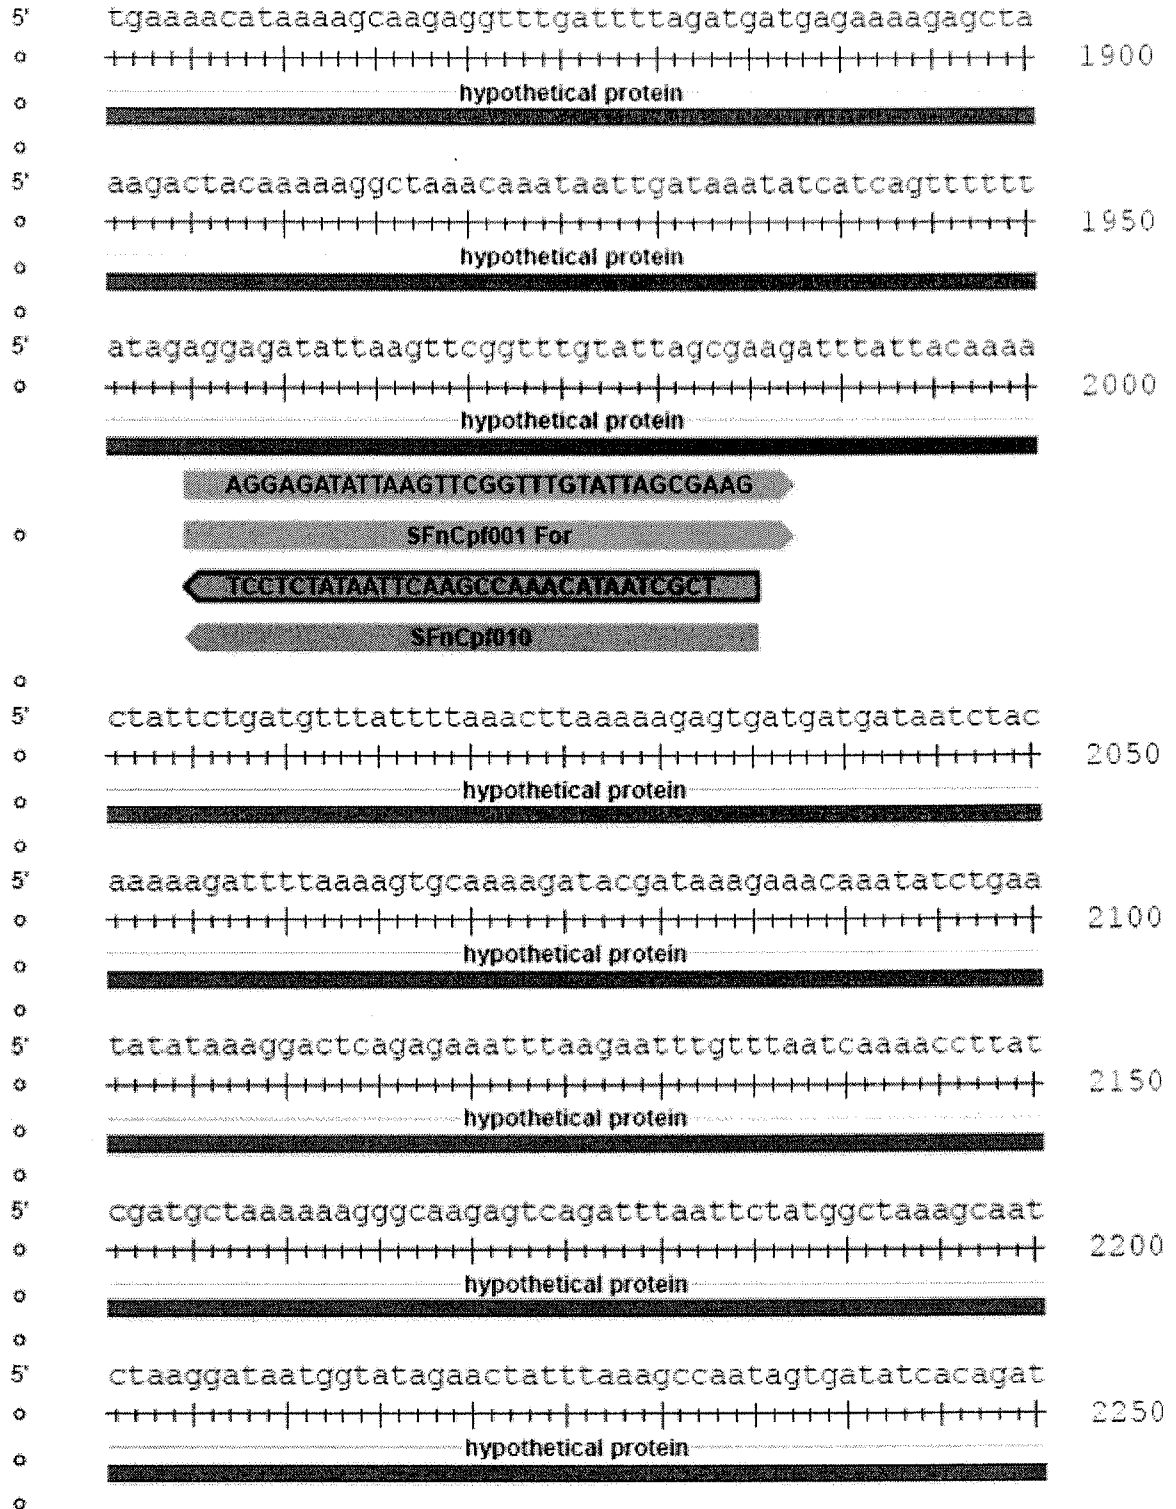 5' tgaaaacataaaagcaagaggtttgattttagatgatgagaaaagagcta
1900
hypothetical protein
5' aagactacaaaaaggctaaacaaataattgataaatatcatcagtttttt
1950
hypothetical protein
5' atagaggagatattaagttcggtttgtattagcgaagatttattacaaaa
2000
hypothetical protein
AGGAGATATTAAGTTCGGTTTGTATTAGCGAAG
SFnCpf001 For
TCCTCTATAATTCAAGCCAAACATAATCGCT
SFnCpf010
5' ctattctgatgtttattttaaacttaaaaagagtgatgatgataatctac
2050
hypothetical protein
5' aaaaagattttaaaagtgcaaaagatacgataaagaaacaaatatctgaa
2100
hypothetical protein
5' tatataaaggactcagagaaatttaagaatttgtttaatcaaaaccttat
2150
hypothetical protein
5' cgatgctaaaaaagggcaagagtcagatttaattctatggctaaagcaat
2200
hypothetical protein
5' ctaaggataatggtatagaactatttaaagccaatagtgatatcacagat
2250
hypothetical protein